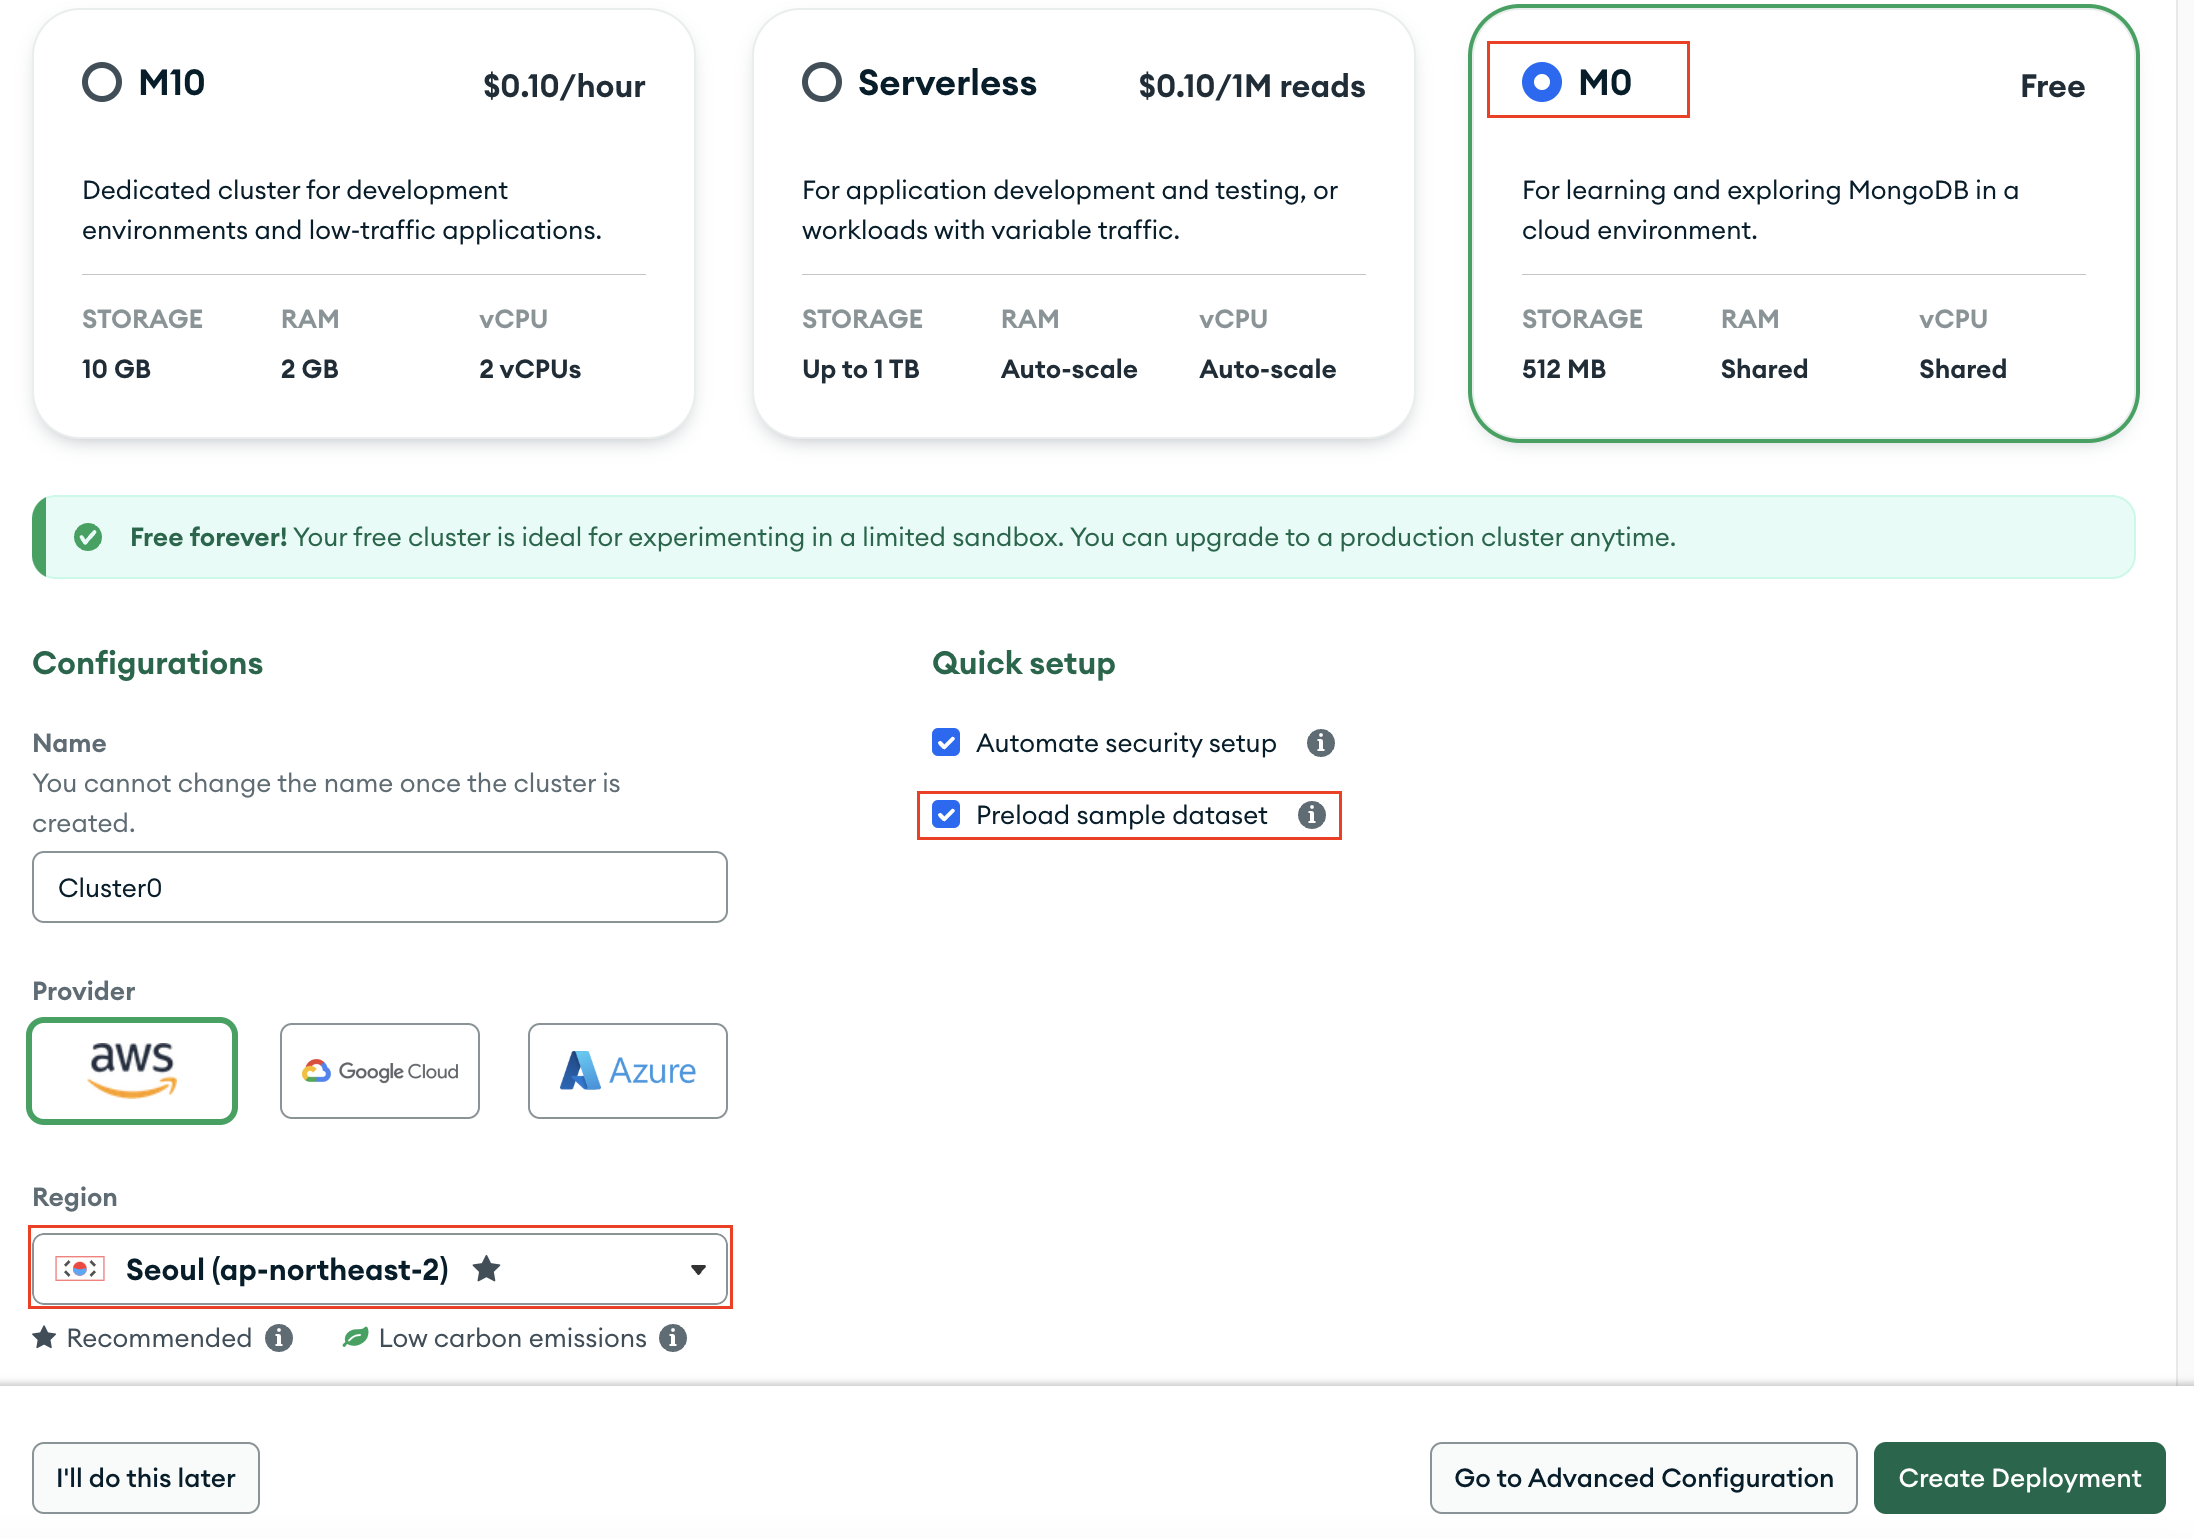 M10 $0.10/hour
Dedicated cluster for development
environments and low-traffic applications.
STORAGE RAM vCPU
10 GB 2 GB 2 vCPUs
Serverless $0.10/1M reads
For application development and testing, or
workloads with variable traffic.
STORAGE RAM vCPU
Up to 1 TB Auto-scale Auto-scale
M0 Free
For learning and exploring MongoDB in a
cloud environment.
STORAGE RAM vCPU
512 MB Shared Shared
Free forever! Your free cluster is ideal for experimenting in a limited sandbox. You can upgrade to a production cluster anytime.
Configurations
Name
You cannot change the name once the cluster is
created.
Cluster0
Provider
aws
Google Cloud
Azure
Region
Seoul (ap-northeast-2)
Recommended
Low carbon emissions
Quick setup
Automate security setup
Preload sample dataset
I'll do this later
Go to Advanced Configuration
Create Deployment